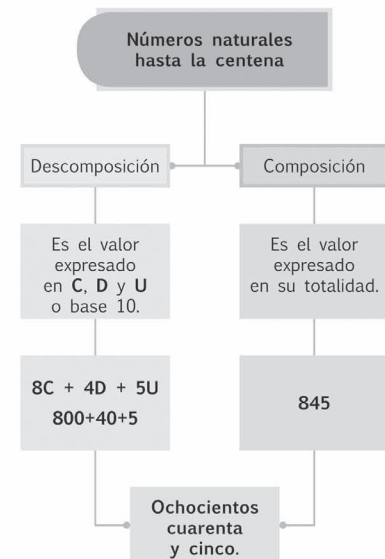 Números naturales
hasta la centena
Descomposición
Composición
Es el valor
expresado
en C, D y U
o base 10.
Es el valor
expresado
en su totalidad.
8C + 4D + 5U
800+40+5
845
Ochocientos
cuarenta
y cinco.